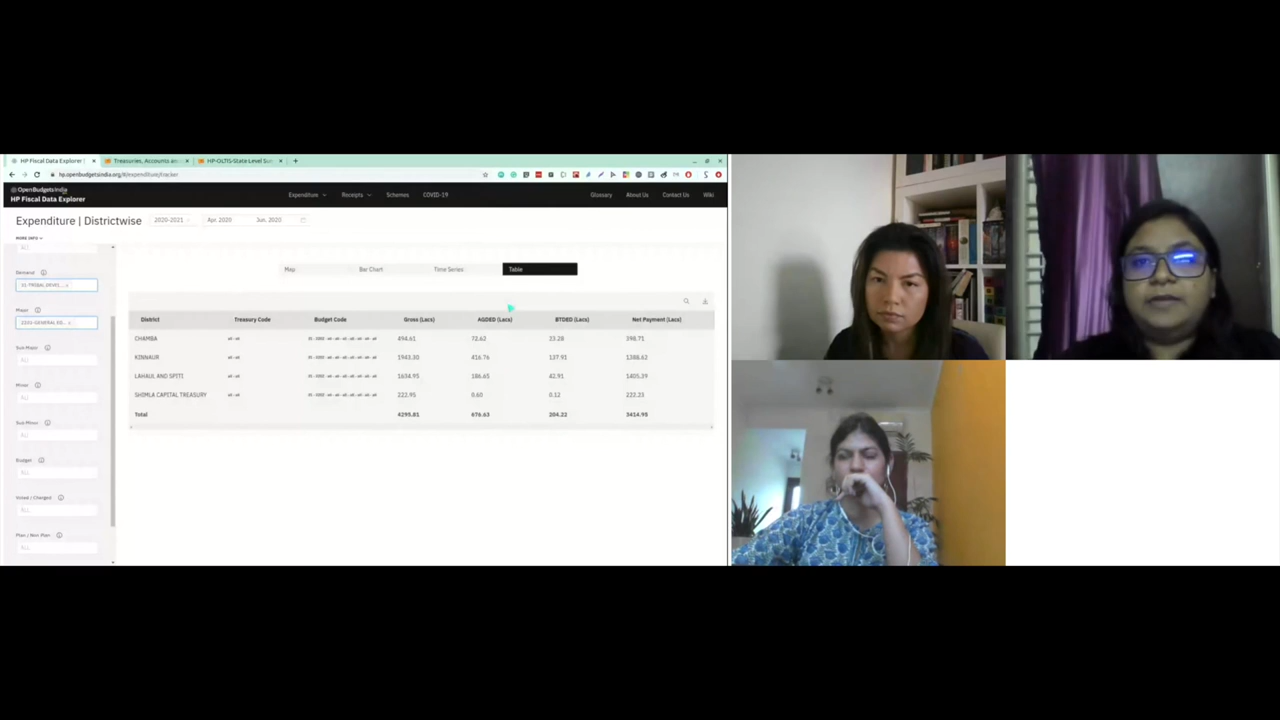 HP Fiscal Data Explorer |
Treasuries, Accounts an
HP-OLTIS-State Level Sum
hp.openbudgetsindia.org/#/expenditure/tracker
OpenBudgetsIndia
HP Fiscal Data Explorer
Expenditure Receipts Schemes COVID-19 Glossary About Us Contact Us Wiki
Expenditure | Districtwise 2020-2021 Apr, 2020 Jun, 2020
MORE INFO
Map Bar Chart Time Series Table
Demand
Major
Sub Major
Minor
Sub Minor
Budget
Voted / Charged
Plan / Non Plan
District Treasury Code Budget Code Gross (Lacs) AGDED (Lacs) BTDED (Lacs) Net Payment (Lacs)
CHAMBA 494.61 72.62 23.28 398.71
KINNAUR 1943.30 416.76 137.91 1388.62
LAHAUL AND SPITI 1634.95 186.65 42.91 1405.39
SHIMLA CAPITAL TREASURY 222.95 0.60 0.12 222.23
Total 4295.81 676.63 204.22 3414.95